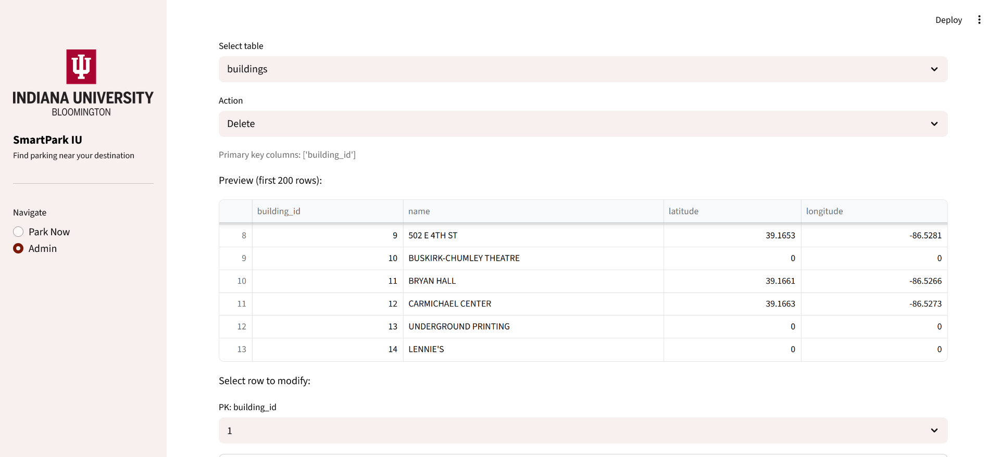 Deploy
INDIANA UNIVERSITY
BLOOMINGTON
SmartPark IU
Find parking near your destination
Navigate
Park Now
Admin
Select table
buildings
Action
Delete
Primary key columns: ['building_id']
Preview (first 200 rows):
building_id name latitude longitude
8 9 502 E 4TH ST 39.1653 -86.5281
9 10 BUSKIRK-CHUMLEY THEATRE 0 0
10 11 BRYAN HALL 39.1661 -86.5266
11 12 CARMICHAEL CENTER 39.1663 -86.5273
12 13 UNDERGROUND PRINTING 0 0
13 14 LENNIE'S 0 0
Select row to modify:
PK: building_id
1